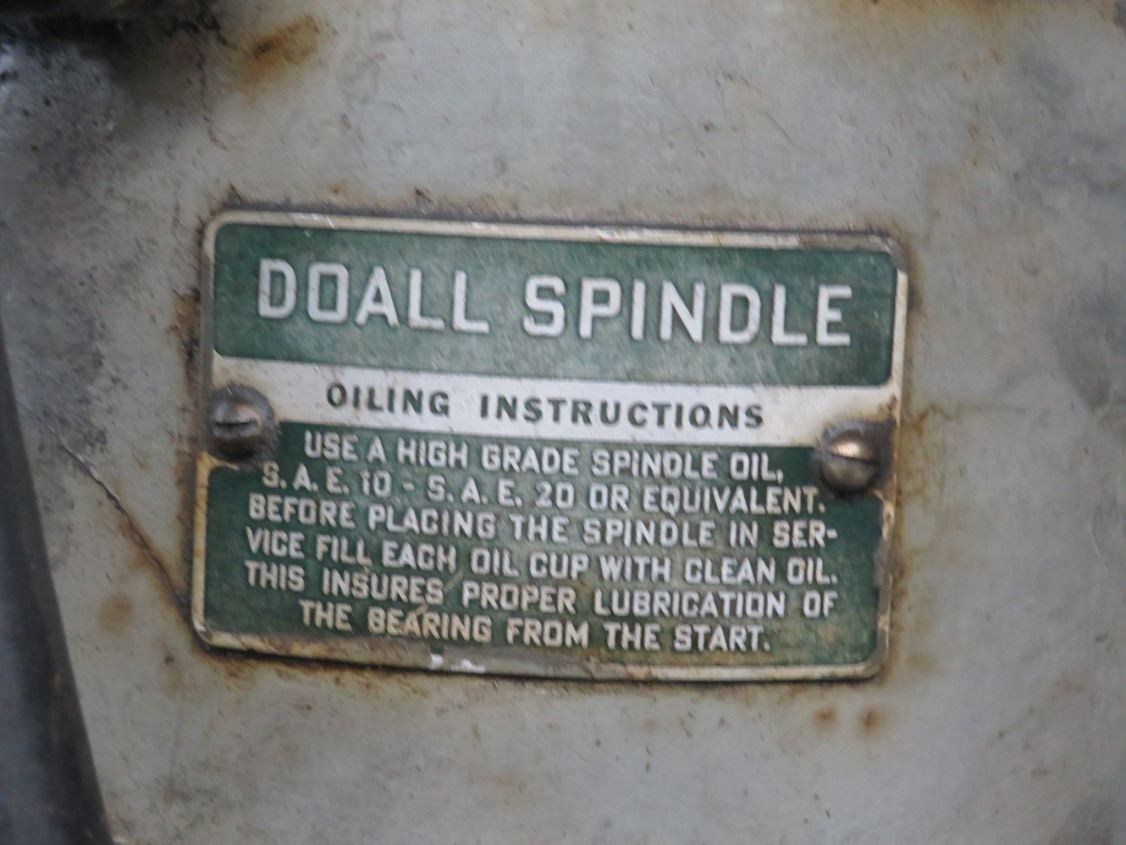 DOALL SPINDLE
OILING INSTRUCTIONS
USE A HIGH GRADE SPINDLE OIL,
S. A. E. 10 - S. A. E. 20 OR EQUIVALENT.
BEFORE PLACING THE SPINDLE IN SER-
VICE FILL EACH OIL CUP WITH CLEAN OIL.
THIS INSURES PROPER LUBRICATION OF
THE BEARING FROM THE START.